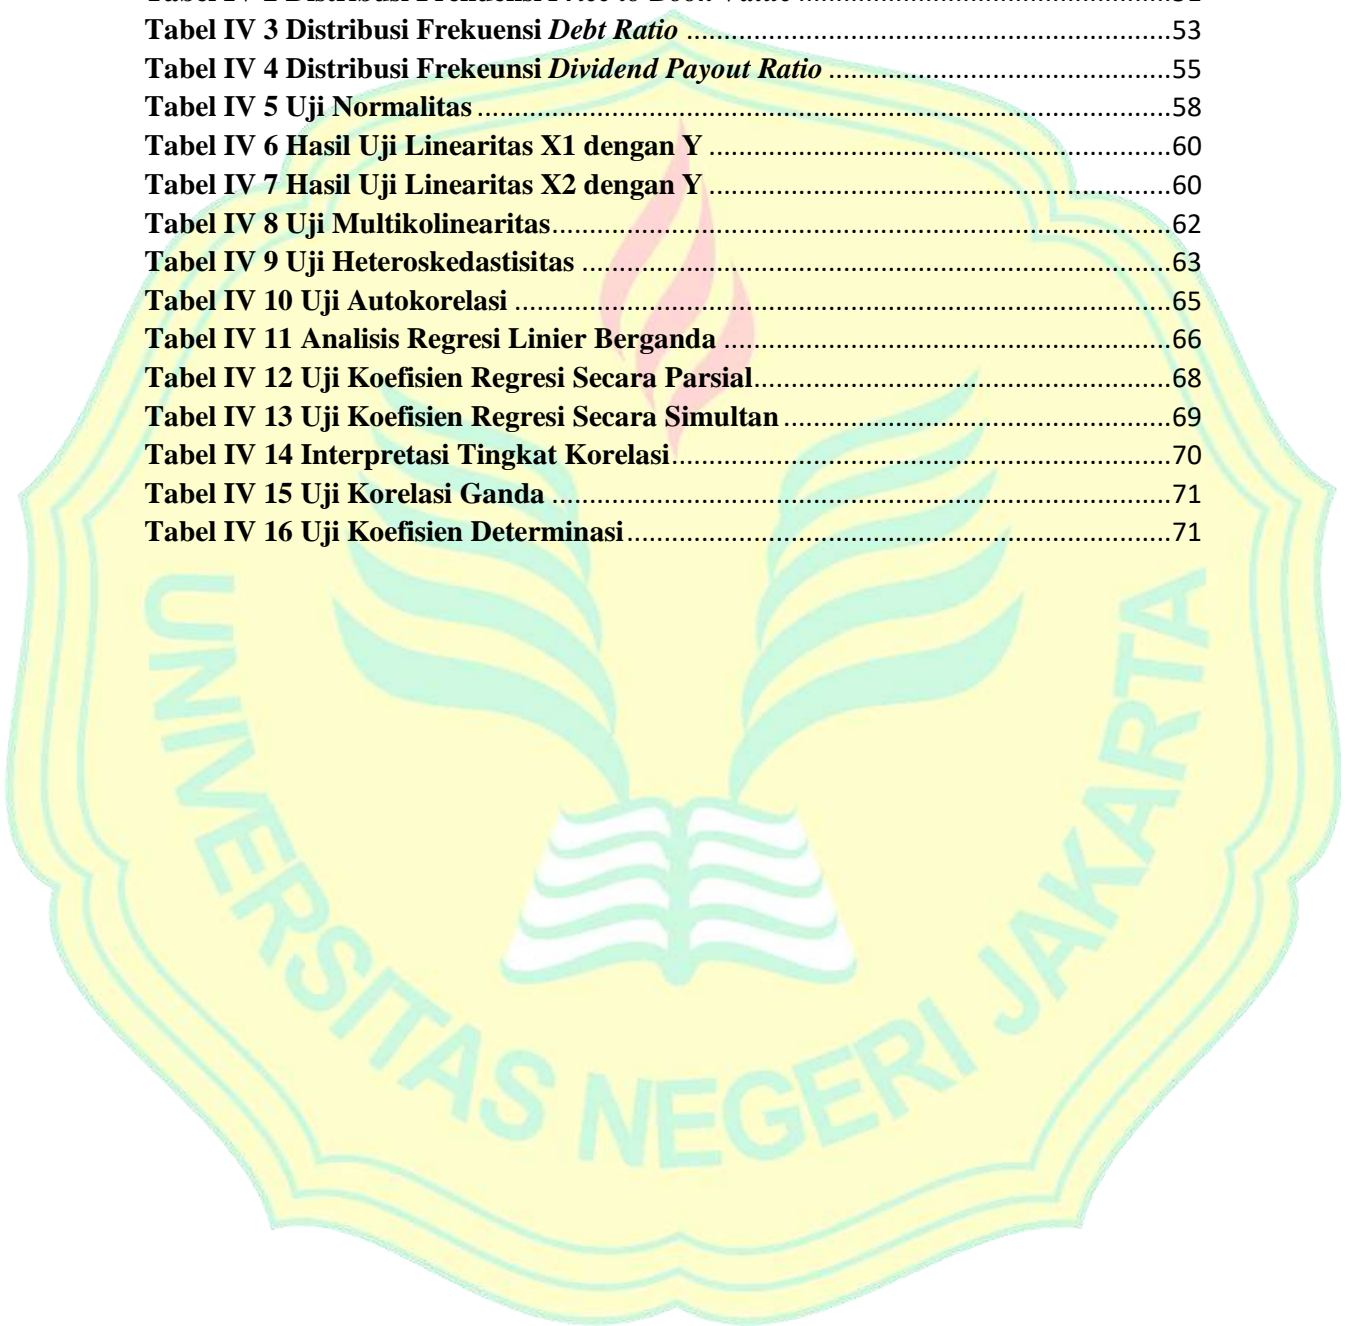 Tabel IV 3 Distribusi Frekuensi Debt Ratio ........................................................................53
Tabel IV 4 Distribusi Frekeunsi Dividend Payout Ratio ..................................................55
Tabel IV 5 Uji Normalitas ..................................................................................................58
Tabel IV 6 Hasil Uji Linearitas X1 dengan Y ....................................................................60
Tabel IV 7 Hasil Uji Linearitas X2 dengan Y ....................................................................60
Tabel IV 8 Uji Multikolinearitas.........................................................................................62
Tabel IV 9 Uji Heteroskedastisitas .....................................................................................63
Tabel IV 10 Uji Autokorelasi ..............................................................................................65
Tabel IV 11 Analisis Regresi Linier Berganda ..................................................................66
Tabel IV 12 Uji Koefisien Regresi Secara Parsial..............................................................68
Tabel IV 13 Uji Koefisien Regresi Secara Simultan ..........................................................69
Tabel IV 14 Interpretasi Tingkat Korelasi.........................................................................70
Tabel IV 15 Uji Korelasi Ganda .........................................................................................71
Tabel IV 16 Uji Koefisien Determinasi...............................................................................71
UNIVERSITAS NEGERI JAKARTA